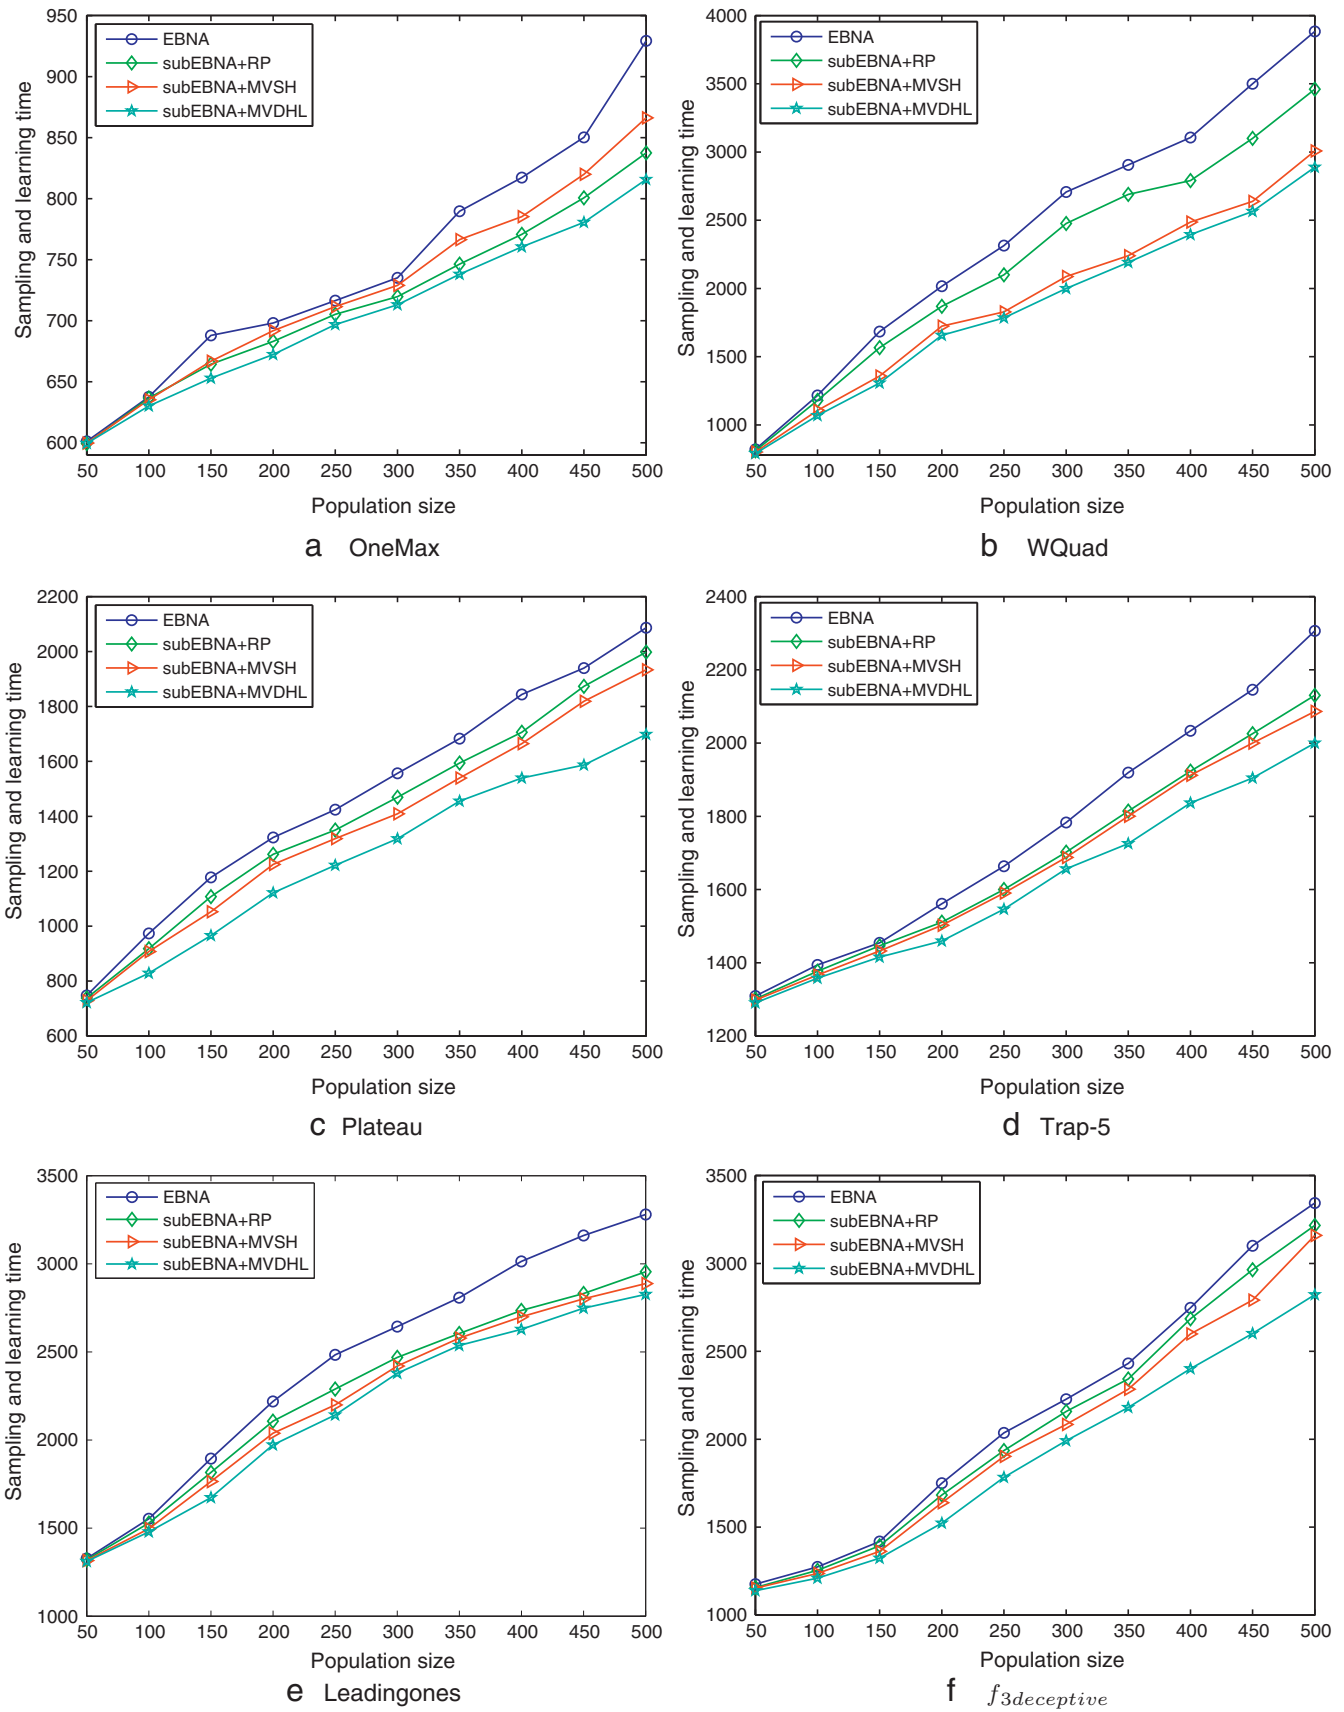 950
900
850
800
750
700
650
600
Sampling and learning time
EBNA
subEBNA+RP
subEBNA+MVSH
subEBNA+MVDHL
50 100 150 200 250 300 350 400 450 500
Population size
a OneMax
4000
3500
3000
2500
2000
1500
1000
Sampling and learning time
EBNA
subEBNA+RP
subEBNA+MVSH
subEBNA+MVDHL
50 100 150 200 250 300 350 400 450 500
Population size
b WQuad
2200
2000
1800
1600
1400
1200
1000
800
600
Sampling and learning time
EBNA
subEBNA+RP
subEBNA+MVSH
subEBNA+MVDHL
50 100 150 200 250 300 350 400 450 500
Population size
c Plateau
2400
2200
2000
1800
1600
1400
1200
Sampling and learning time
EBNA
subEBNA+RP
subEBNA+MVSH
subEBNA+MVDHL
50 100 150 200 250 300 350 400 450 500
Population size
d Trap-5
3500
3000
2500
2000
1500
1000
Sampling and learning time
EBNA
subEBNA+RP
subEBNA+MVSH
subEBNA+MVDHL
50 100 150 200 250 300 350 400 450 500
Population size
e Leadingones
3500
3000
2500
2000
1500
1000
Sampling and learning time
EBNA
subEBNA+RP
subEBNA+MVSH
subEBNA+MVDHL
50 100 150 200 250 300 350 400 450 500
Population size
f f3deceptive